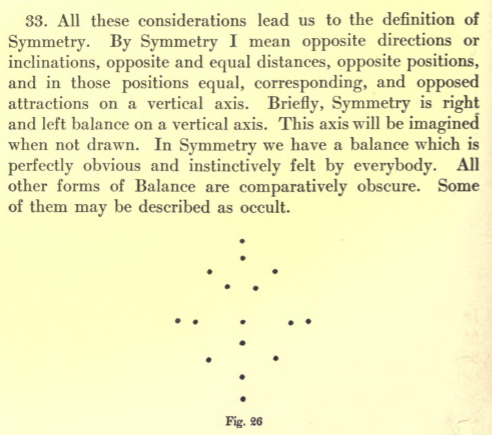 33. All these considerations lead us to the definition of
Symmetry. By Symmetry I mean opposite directions or
inclinations, opposite and equal distances, opposite positions,
and in those positions equal, corresponding, and opposed
attractions on a vertical axis. Briefly, Symmetry is right
and left balance on a vertical axis. This axis will be imagined
when not drawn. In Symmetry we have a balance which is
perfectly obvious and instinctively felt by everybody. All
other forms of Balance are comparatively obscure. Some
of them may be described as occult.
Fig. 26